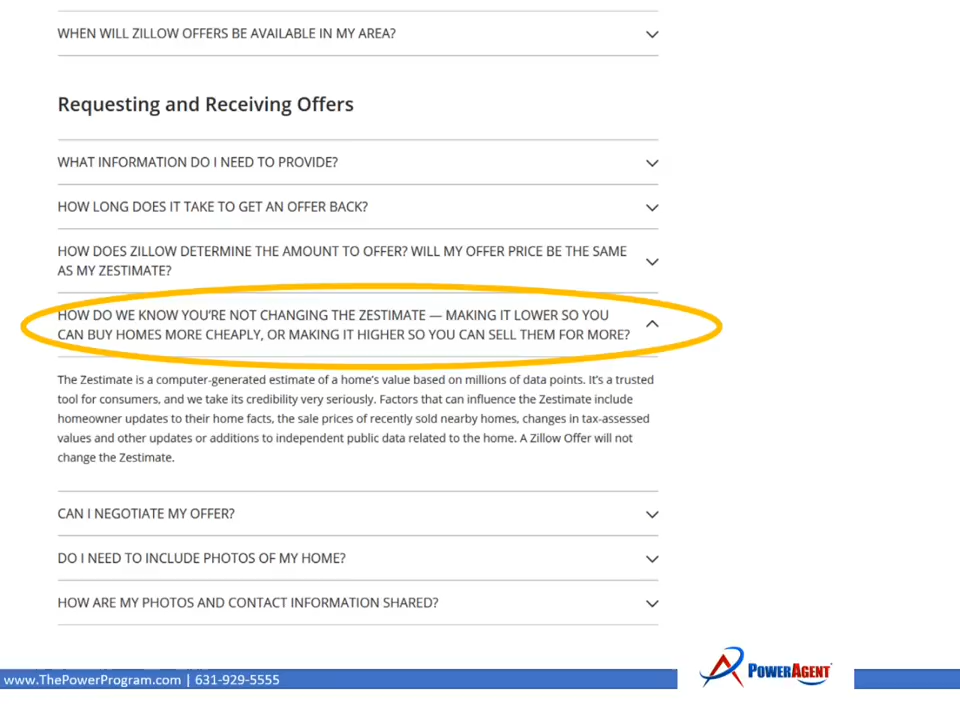 WHEN WILL ZILLOW OFFERS BE AVAILABLE IN MY AREA?
Requesting and Receiving Offers
WHAT INFORMATION DO I NEED TO PROVIDE?
HOW LONG DOES IT TAKE TO GET AN OFFER BACK?
HOW DOES ZILLOW DETERMINE THE AMOUNT TO OFFER? WILL MY OFFER PRICE BE THE SAME
AS MY ZESTIMATE?
HOW DO WE KNOW YOU'RE NOT CHANGING THE ZESTIMATE — MAKING IT LOWER SO YOU
CAN BUY HOMES MORE CHEAPLY, OR MAKING IT HIGHER SO YOU CAN SELL THEM FOR MORE?
The Zestimate is a computer-generated estimate of a home's value based on millions of data points. It's a trusted
tool for consumers, and we take its credibility very seriously. Factors that can influence the Zestimate include
homeowner updates to their home facts, the sale prices of recently sold nearby homes, changes in tax-assessed
values and other updates or additions to independent public data related to the home. A Zillow Offer will not
change the Zestimate.
CAN I NEGOTIATE MY OFFER?
DO I NEED TO INCLUDE PHOTOS OF MY HOME?
HOW ARE MY PHOTOS AND CONTACT INFORMATION SHARED?
www.ThePowerProgram.com | 631-929-5555
POWERAGENT